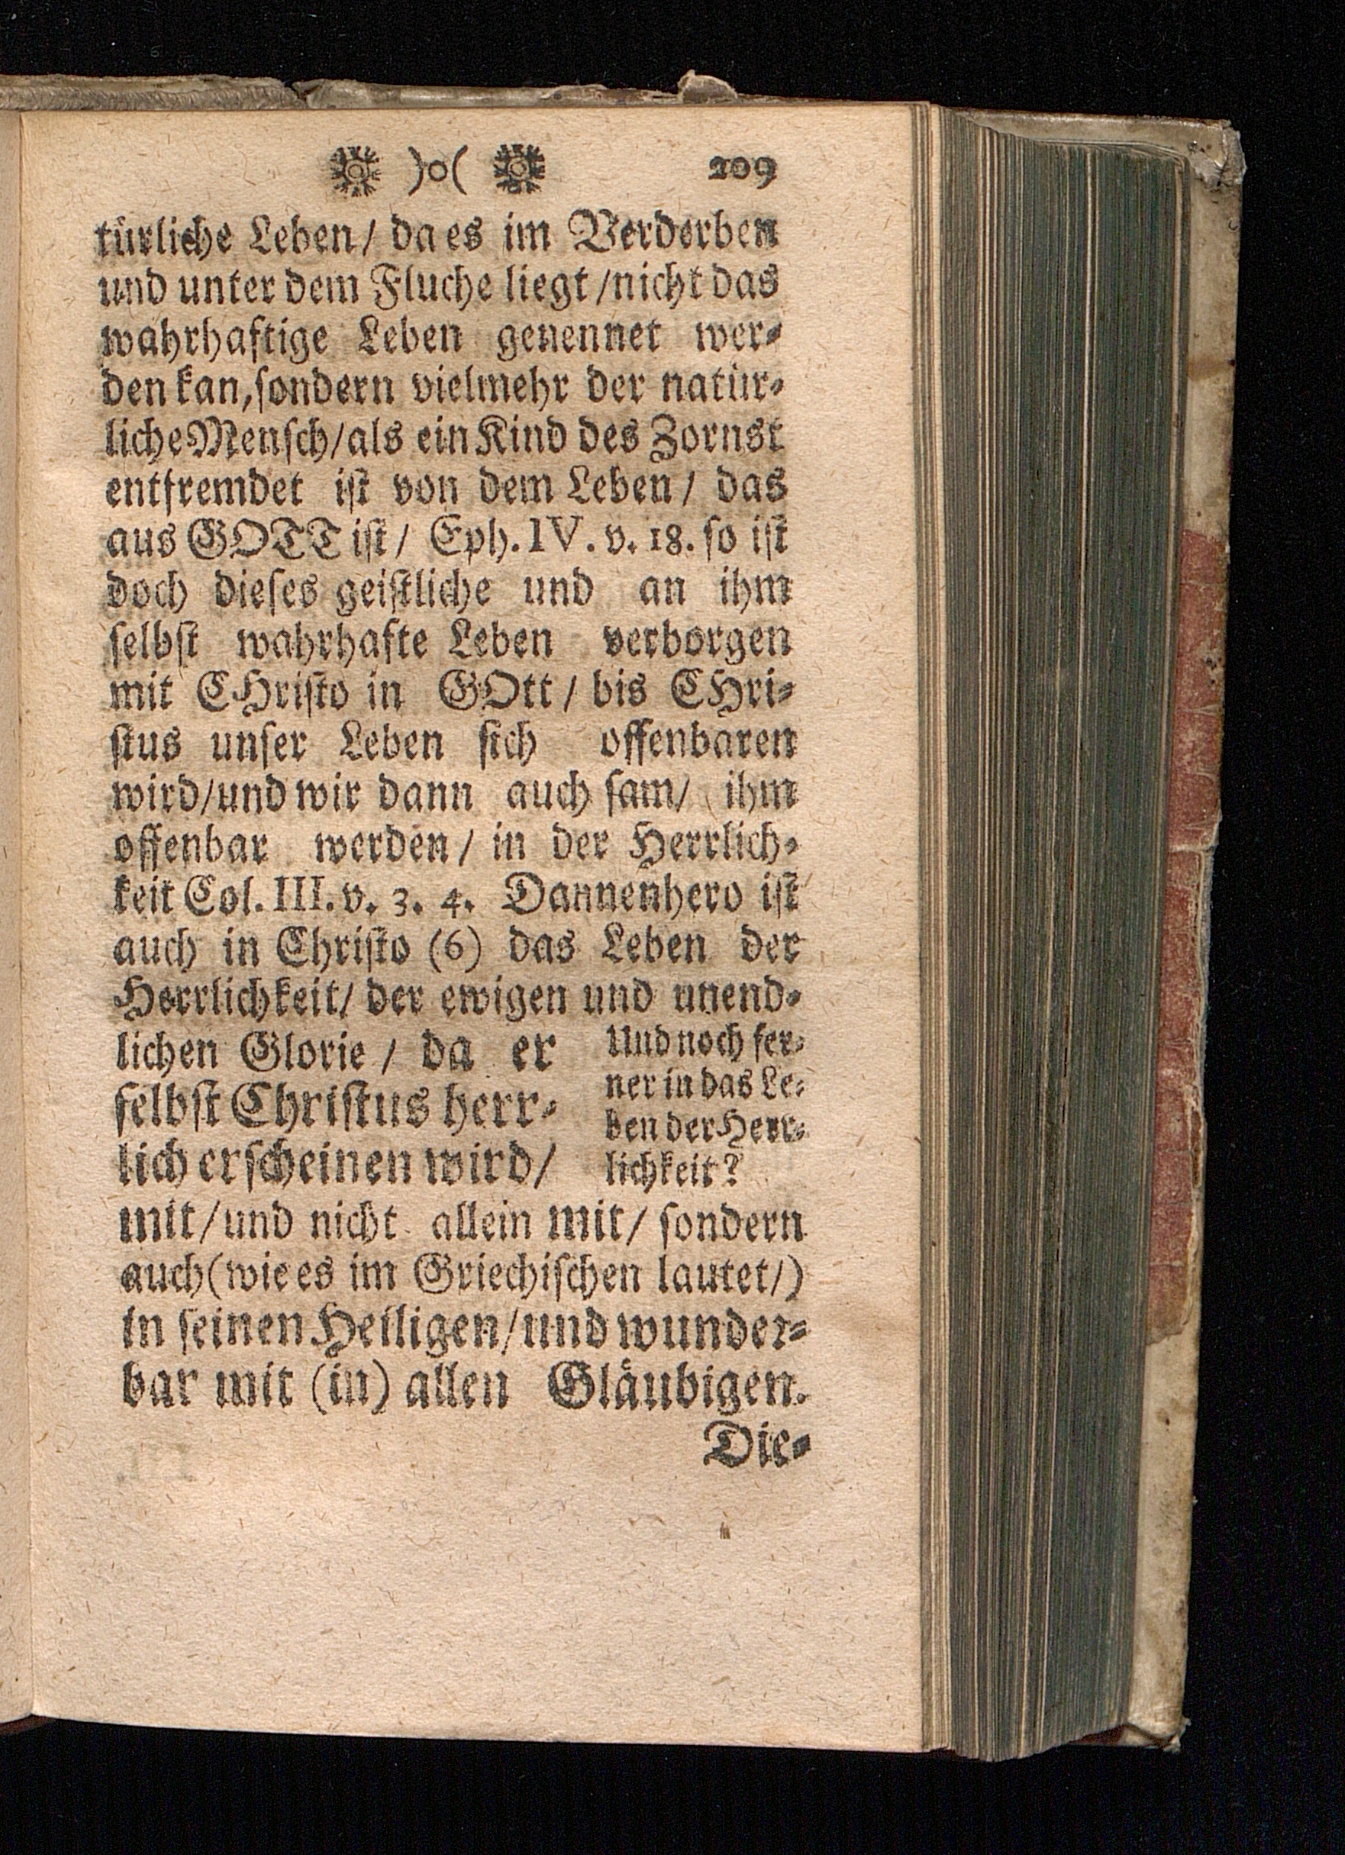 )o( 209
türliche Leben/ da es im Verderben
und unter dem Fluche liegt/nicht das
wahrhaftige Leben genennet wer-
den kan,sondern vielmehr der natür-
liche Mensch/als ein Kind des Zornst
entfremdet ist von dem Leben/ das
aus GOTT ist/ Eph. IV. v. 18. so ist
doch dieses geistliche und an ihm
selbst wahrhafte Leben verborgen
mit CHristo in GOtt/ bis CHri-
stus unser Leben sich offenbaren
wird/und wir dann auch sam/ ihm
offenbar werden/ in der Herrlich-
keit Col. III. v. 3. 4. Dannenhero ist
auch in Christo (6) das Leben der
Herrlichkeit/ der ewigen und unend-
lichen Glorie / da er
selbst Christus herr-
lich erscheinen wird/
Und noch fer-
ner in das Le-
ben der Herr-
lichkeit?
mit/und nicht allein mit/ sondern
auch(wie es im Griechischen lautet/)
in seinen Heiligen/und wunder-
bar mit (in) allen Gläubigen.
Die-